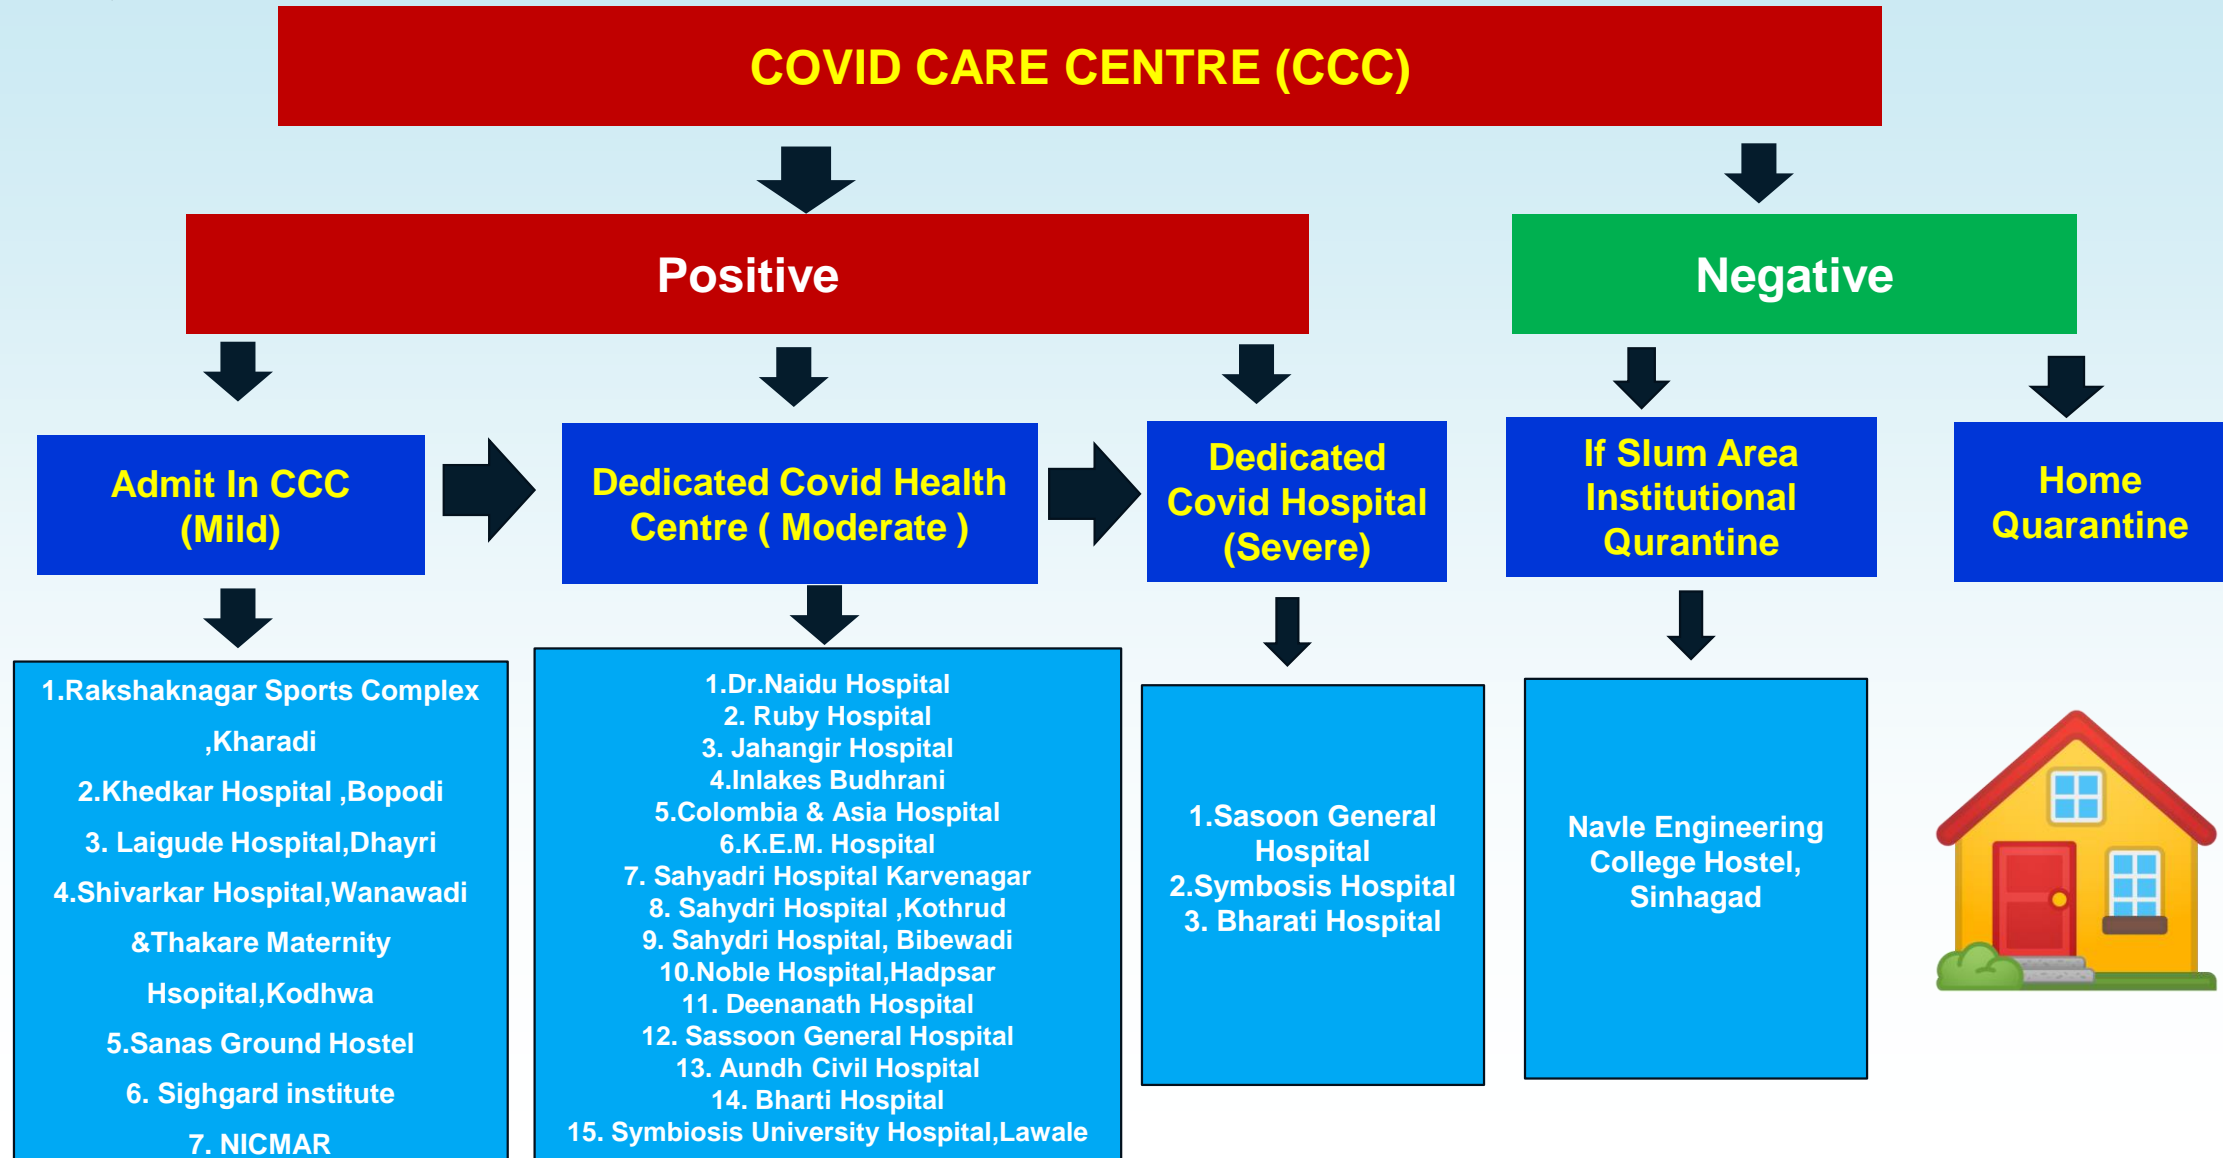 COVID CARE CENTRE (CCC)
Positive
Negative
Admit In CCC
(Mild)
Dedicated Covid Health
Centre ( Moderate )
Dedicated
Covid Hospital
(Severe)
If Slum Area
Institutional
Qurantine
Home
Quarantine
1.Rakshaknagar Sports Complex
,Kharadi
2.Khedkar Hospital ,Bopodi
3. Laigude Hospital,Dhayri
4.Shivarkar Hospital,Wanawadi
&Thakare Maternity
Hsopital,Kodhwa
5.Sanas Ground Hostel
6. Sighgard institute
7. NICMAR
1.Dr.Naidu Hospital
2. Ruby Hospital
3. Jahangir Hospital
4.Inlakes Budhrani
5.Colombia & Asia Hospital
6.K.E.M. Hospital
7. Sahyadri Hospital Karvenagar
8. Sahydri Hospital ,Kothrud
9. Sahydri Hospital, Bibewadi
10.Noble Hospital,Hadpsar
11. Deenanath Hospital
12. Sassoon General Hospital
13. Aundh Civil Hospital
14. Bharti Hospital
15. Symbiosis University Hospital,Lawale
1.Sasoon General
Hospital
2.Symbosis Hospital
3. Bharati Hospital
Navle Engineering
College Hostel,
Sinhagad